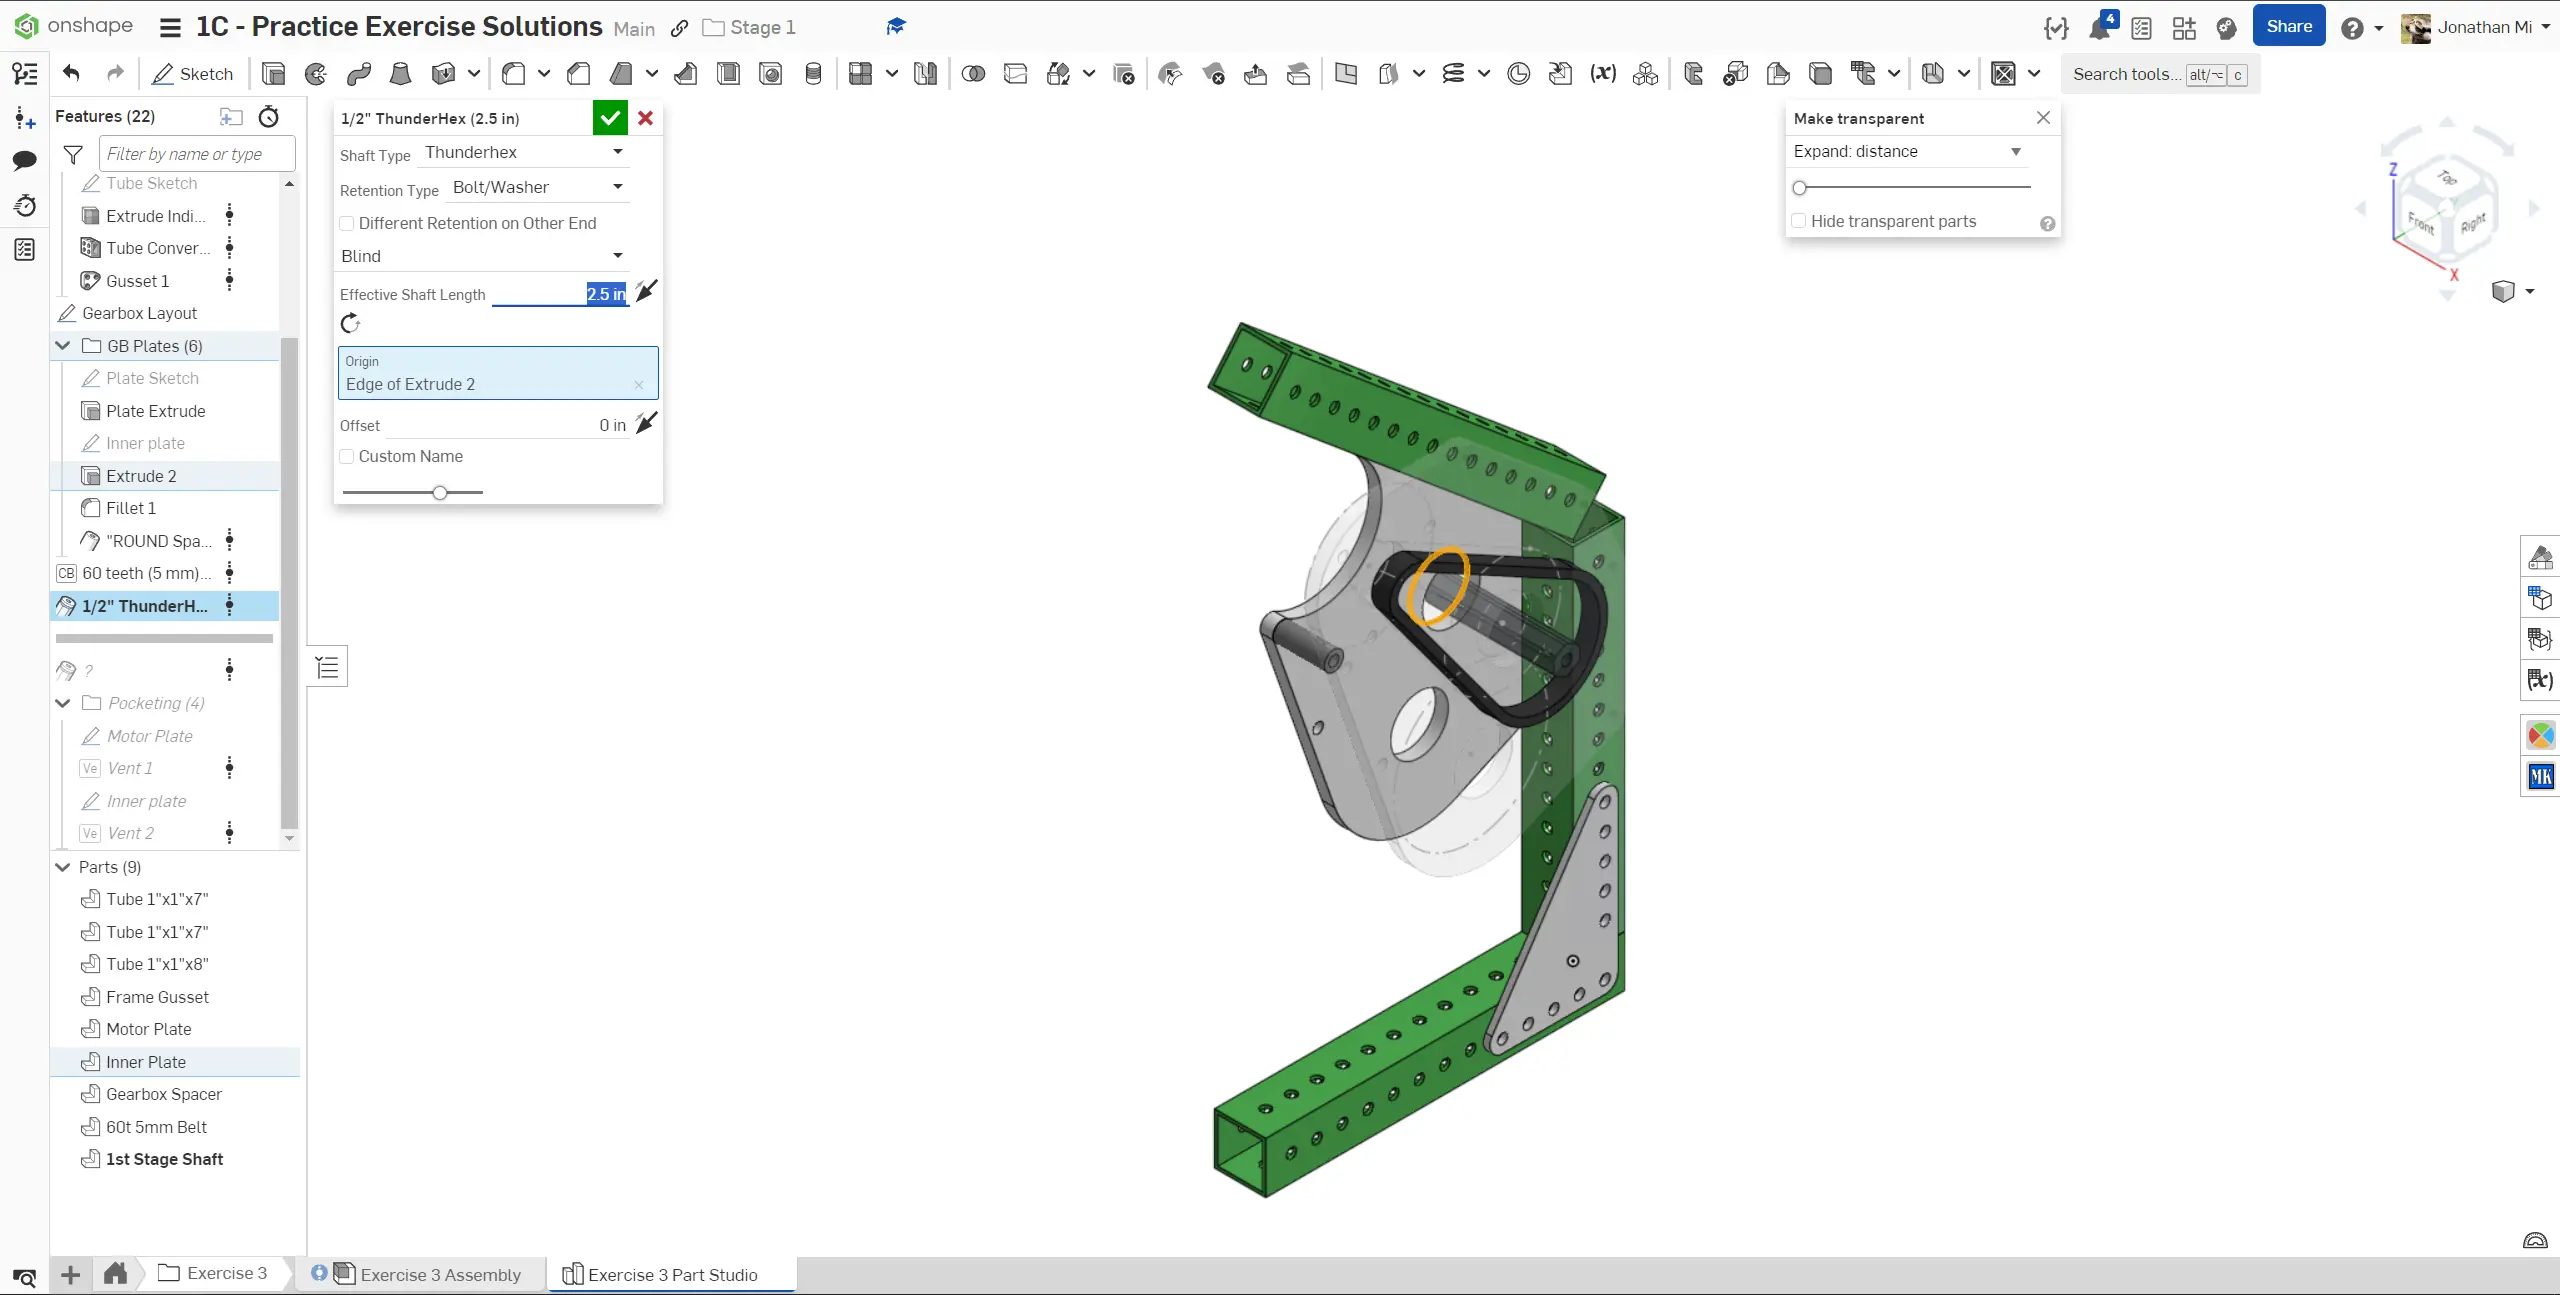 onshape
1C - Practice Exercise Solutions
Main
Stage 1
4
Share
Jonathan Mi
Sketch
Search tools...
alt/⌥
c
Features (22)
Filter by name or type
Tube Sketch
Extrude Indi...
Tube Conver...
Gusset 1
Gearbox Layout
GB Plates (6)
Plate Sketch
Plate Extrude
Inner plate
Extrude 2
Fillet 1
"ROUND Spa...
CB
60 teeth (5 mm)...
1/2" ThunderH...
?
Pocketing (4)
Motor Plate
Ve
Vent 1
Inner plate
Ve
Vent 2
Parts (9)
Tube 1"x1"x7"
Tube 1"x1"x7"
Tube 1"x1"x8"
Frame Gusset
Motor Plate
Inner Plate
Gearbox Spacer
60t 5mm Belt
1st Stage Shaft
1/2" ThunderHex (2.5 in)
Shaft Type
Thunderhex
Retention Type
Bolt/Washer
Different Retention on Other End
Blind
Effective Shaft Length
2.5 in
Origin
Edge of Extrude 2
Offset
0 in
Custom Name
Make transparent
Expand: distance
Hide transparent parts
Z
Top
Front
Right
X
MK
Exercise 3
Exercise 3 Assembly
Exercise 3 Part Studio